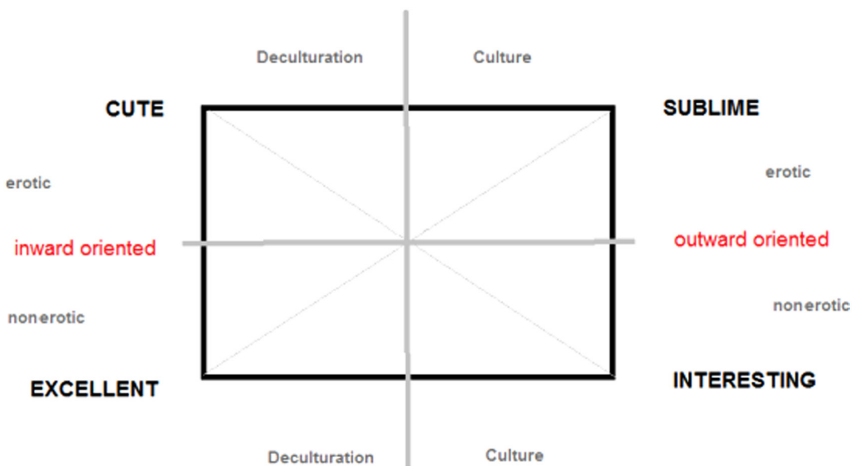 Deculturation
Culture
CUTE
SUBLIME
erotic
erotic
inward oriented
outward oriented
nonerotic
nonerotic
EXCELLENT
INTERESTING
Deculturation
Culture